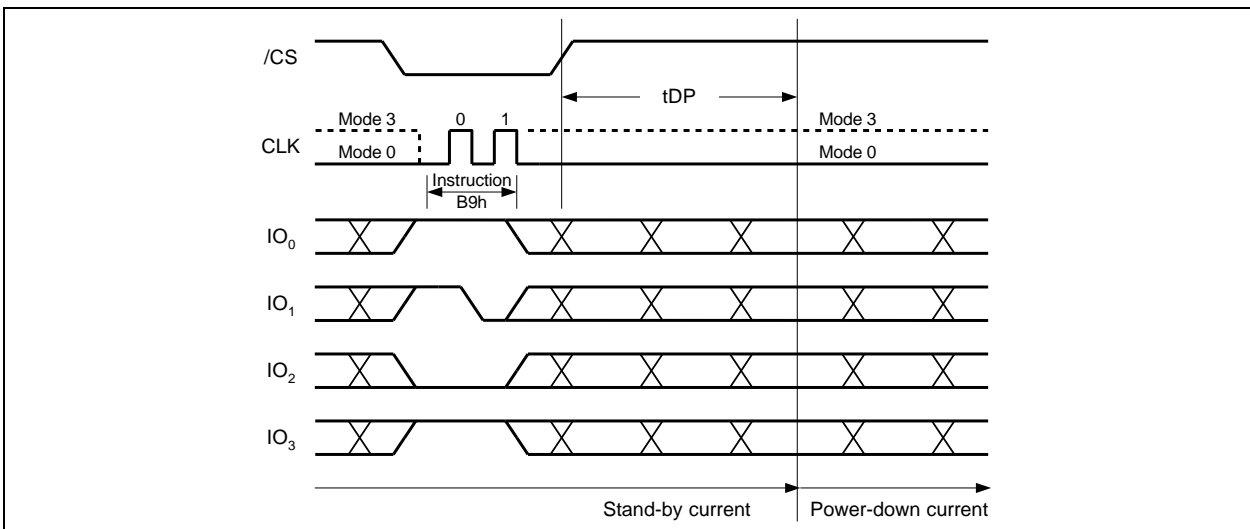 /CS
tDP
Mode 3 0 1 Mode 3
CLK
Mode 0 Mode 0
Instruction
B9h
IO0
IO1
IO2
IO3
Stand-by current Power-down current